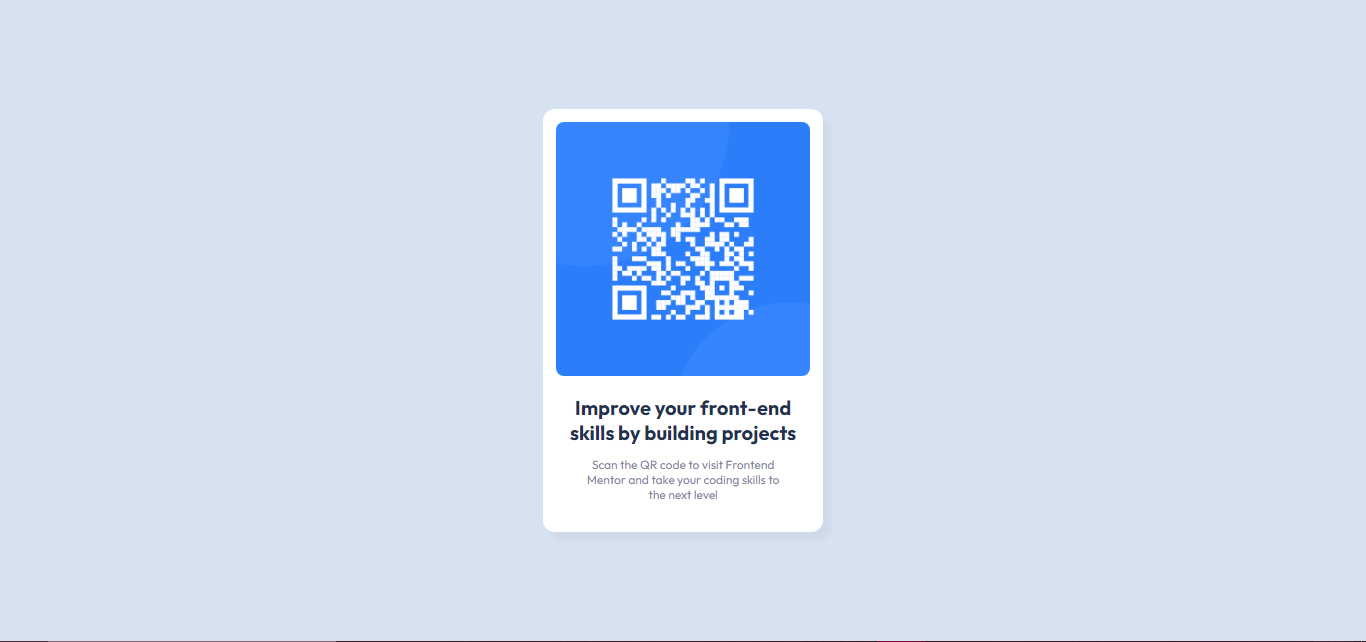 Improve your front-end
skills by building projects
Scan the QR code to visit Frontend
Mentor and take your coding skills to
the next level